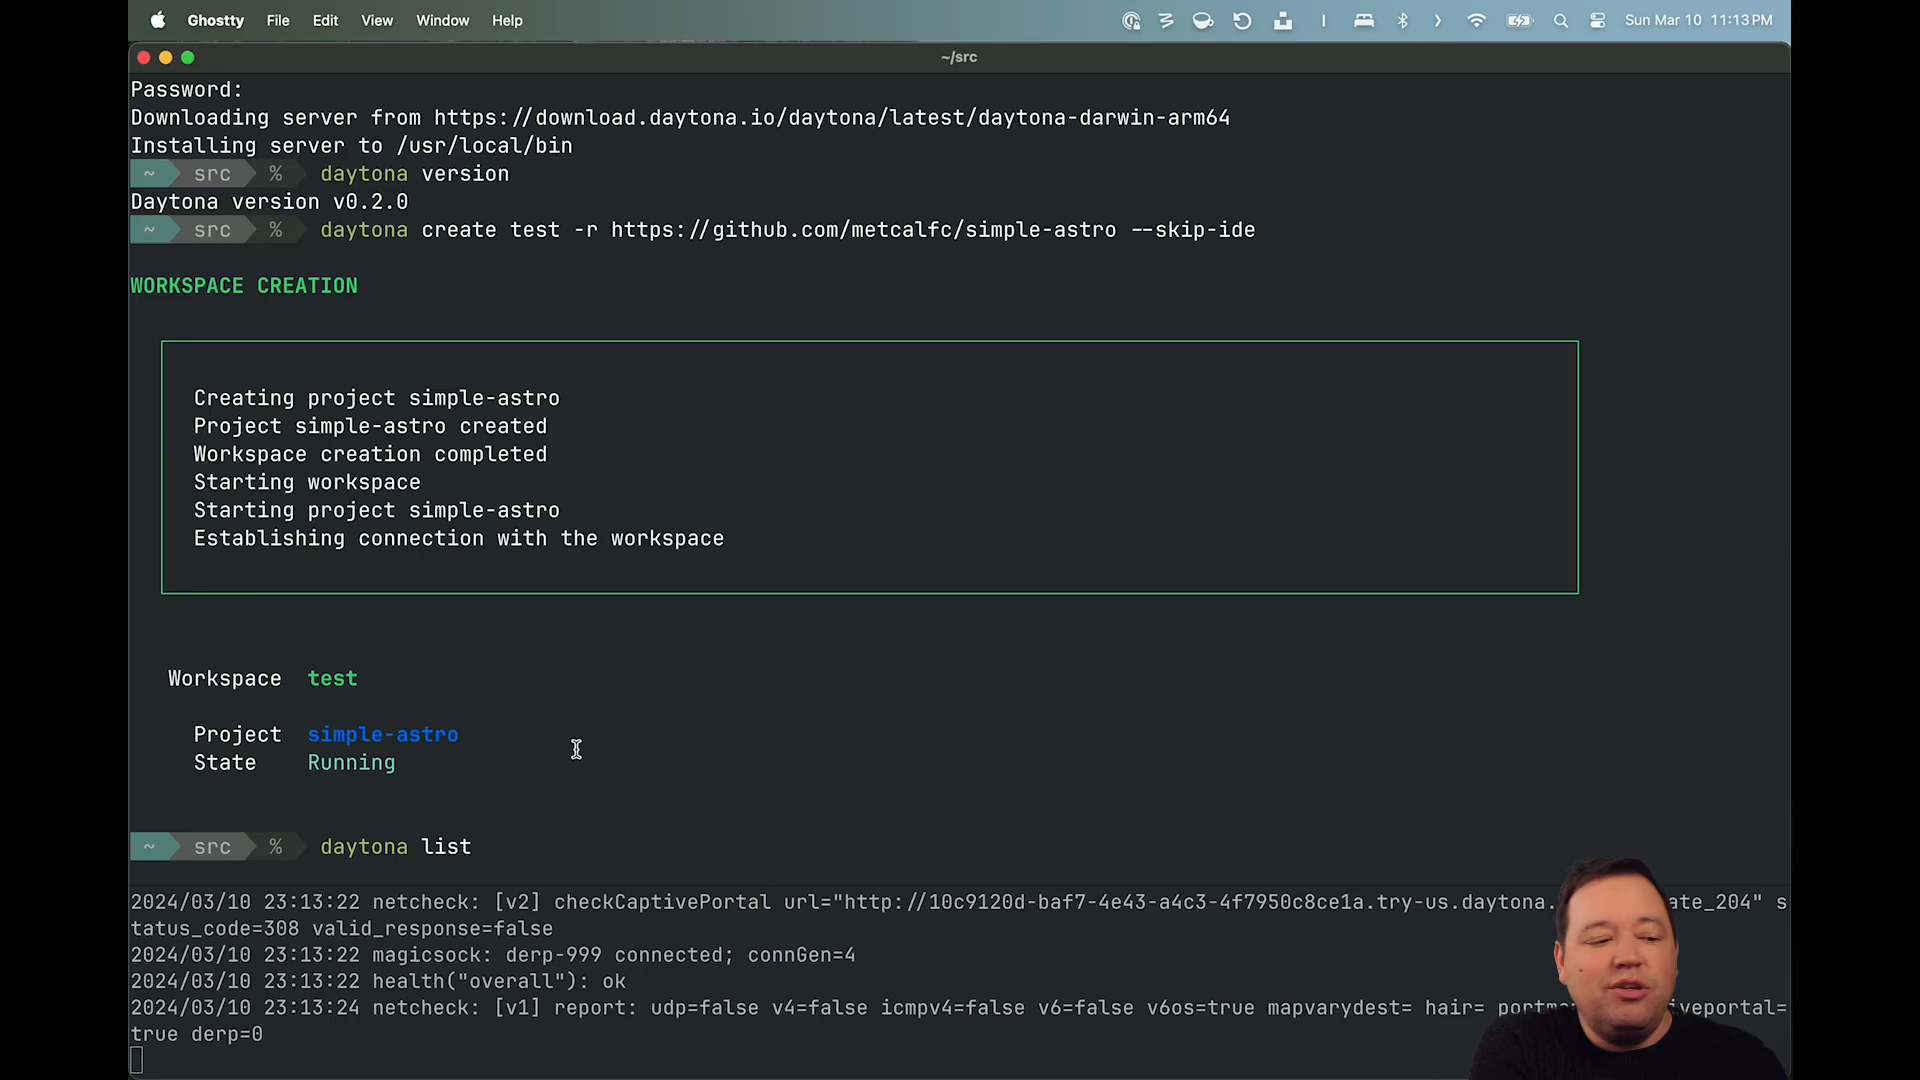 Ghostty File Edit View Window Help Sun Mar 10 11:13 PM
~/src
Password:
Downloading server from https://download.daytona.io/daytona/latest/daytona-darwin-arm64
Installing server to /usr/local/bin
~ src % daytona version
Daytona version v0.2.0
~ src % daytona create test -r https://github.com/metcalfc/simple-astro --skip-ide
WORKSPACE CREATION
Creating project simple-astro
Project simple-astro created
Workspace creation completed
Starting workspace
Starting project simple-astro
Establishing connection with the workspace
Workspace test
Project simple-astro
State Running
~ src % daytona list
2024/03/10 23:13:22 netcheck: [v2] checkCaptivePortal url="http://10c9120d-baf7-4e43-a4c3-4f7950c8ce1a.try-us.daytona. ate_204" s
tatus_code=308 valid_response=false
2024/03/10 23:13:22 magicsock: derp-999 connected; connGen=4
2024/03/10 23:13:22 health("overall"): ok
2024/03/10 23:13:24 netcheck: [v1] report: udp=false v4=false icmpv4=false v6=false v6os=true mapvarydest= hair= portm iveportal=
true derp=0